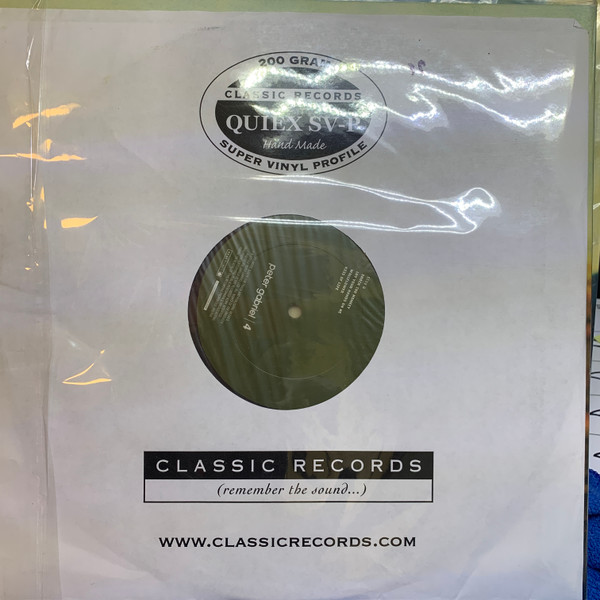 200 GRAM
CLASSIC RECORDS
QUIEX SV-P
Hand Made
SUPER VINYL PROFILE
peter gabriel | 4
CLASSIC RECORDS
(remember the sound...)
WWW.CLASSICRECORDS.COM